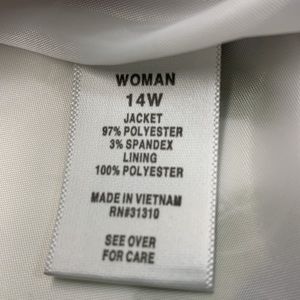 WOMAN
14W
JACKET
97% POLYESTER
3% SPANDEX
LINING
100% POLYESTER
MADE IN VIETNAM
RN#31310
SEE OVER
FOR CARE